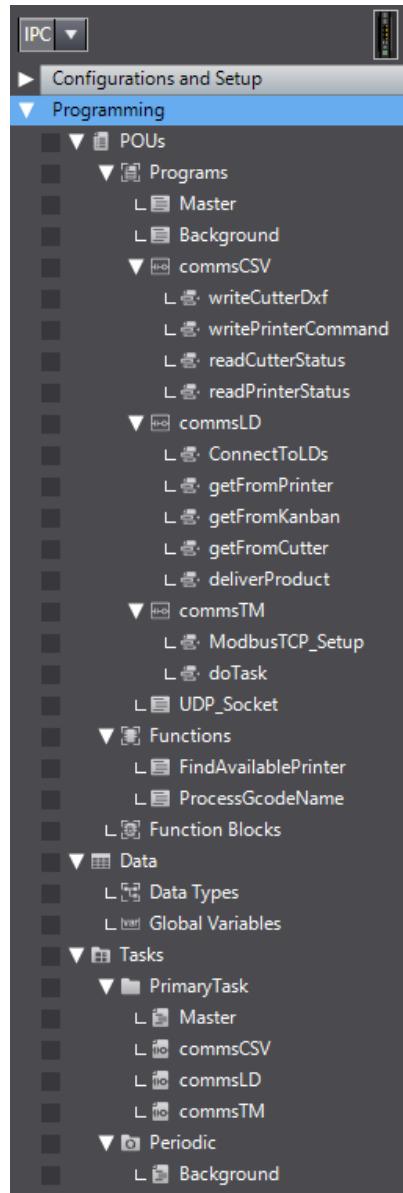 IPC
Configurations and Setup
Programming
POUs
Programs
Master
Background
commsCSV
writeCutterDxf
writePrinterCommand
readCutterStatus
readPrinterStatus
commsLD
ConnectToLDs
getFromPrinter
getFromKanban
getFromCutter
deliverProduct
commsTM
ModbusTCP_Setup
doTask
UDP_Socket
Functions
FindAvailablePrinter
ProcessGcodeName
Function Blocks
Data
Data Types
Global Variables
Tasks
PrimaryTask
Master
commsCSV
commsLD
commsTM
Periodic
Background